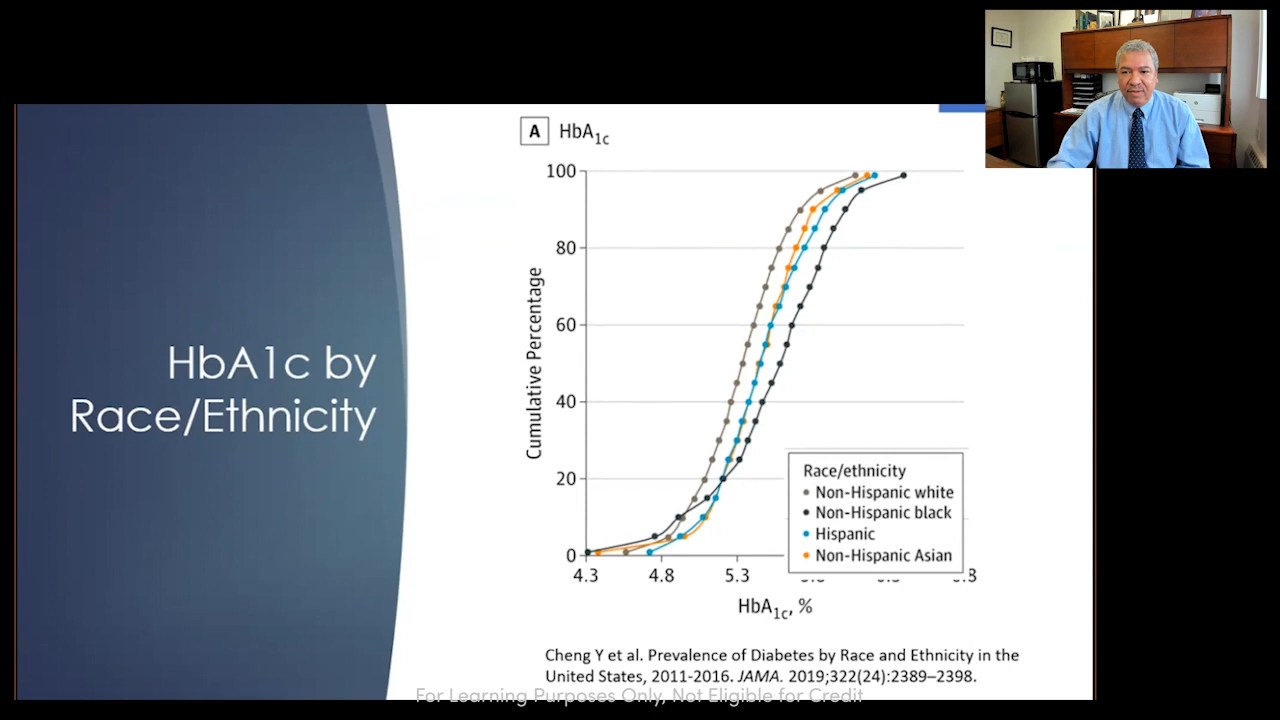 HbA1c by
Race/Ethnicity
A HbA1c
100
80
60
40
20
0
Cumulative Percentage
4.3 4.8 5.3
HbA1c, %
Race/ethnicity
Non-Hispanic white
Non-Hispanic black
Hispanic
Non-Hispanic Asian
Cheng Y et al. Prevalence of Diabetes by Race and Ethnicity in the
United States, 2011-2016. JAMA. 2019;322(24):2389–2398.
For Learning Purposes Only, Not Eligible for Credit